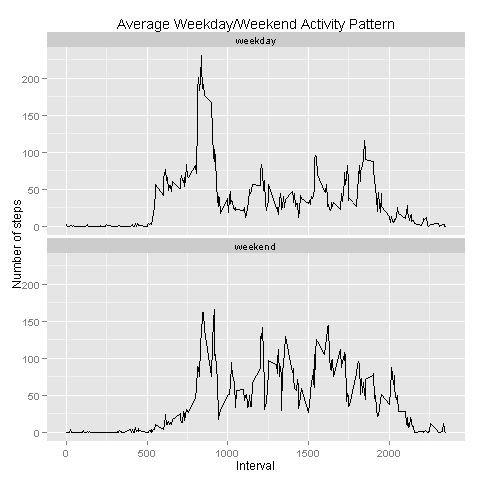 Average Weekday/Weekend Activity Pattern
weekday
200
150
100
50
0
Number of steps
weekend
200
150
100
50
0
0 500 1000 1500 2000
Interval